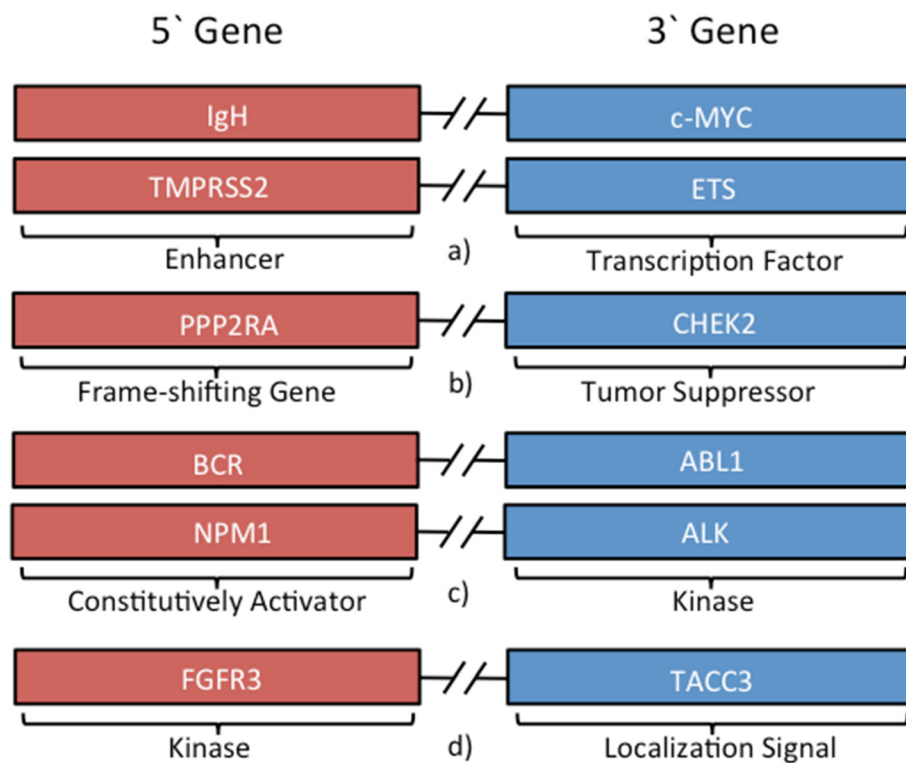 5` Gene 3` Gene
IgH c-MYC
TMPRSS2 ETS
Enhancer a) Transcription Factor
PPP2RA CHEK2
Frame-shifting Gene b) Tumor Suppressor
BCR ABL1
NPM1 ALK
Constitutively Activator c) Kinase
FGFR3 TACC3
Kinase d) Localization Signal